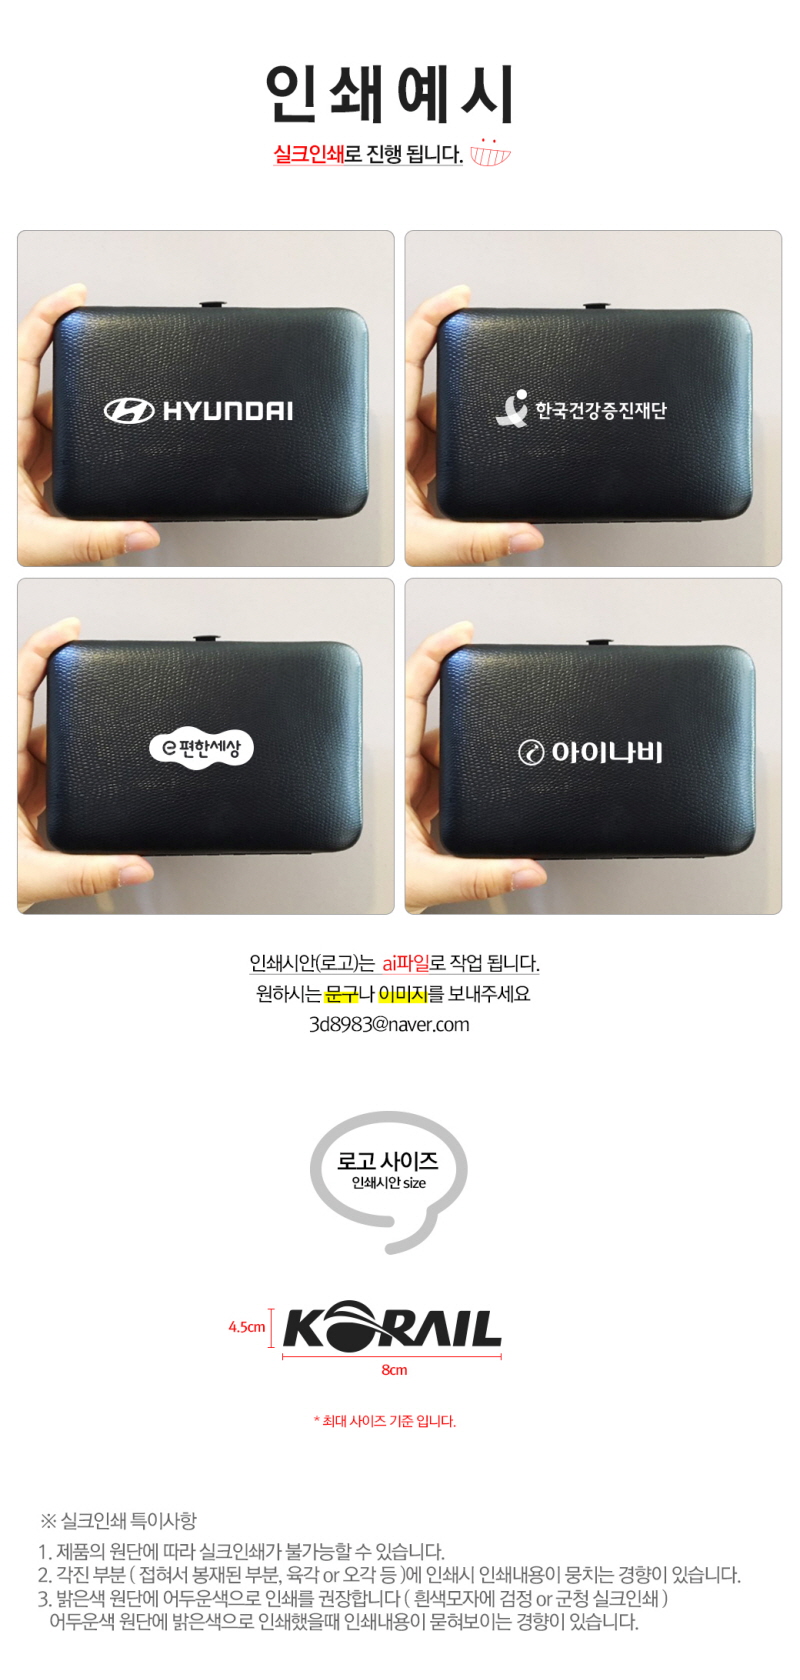 인쇄예시
실크인쇄로 진행 됩니다.
HYUNDAI
한국건강증진재단
e편한세상
아이나비
인쇄시안(로고)는 ai파일로 작업 됩니다.
원하시는 문구나 이미지를 보내주세요
3d8983@naver.com
로고 사이즈
인쇄시안 size
4.5cm
KORAIL
8cm
* 최대 사이즈 기준 입니다.
※ 실크인쇄 특이사항
1. 제품의 원단에 따라 실크인쇄가 불가능할 수 있습니다.
2. 각진 부분 ( 접혀서 봉재된 부분, 육각 or 오각 등 )에 인쇄시 인쇄내용이 뭉치는 경향이 있습니다.
3. 밝은색 원단에 어두운색으로 인쇄를 권장합니다 ( 흰색모자에 검정 or 군청 실크인쇄 )
어두운색 원단에 밝은색으로 인쇄했을때 인쇄내용이 묻혀보이는 경향이 있습니다.